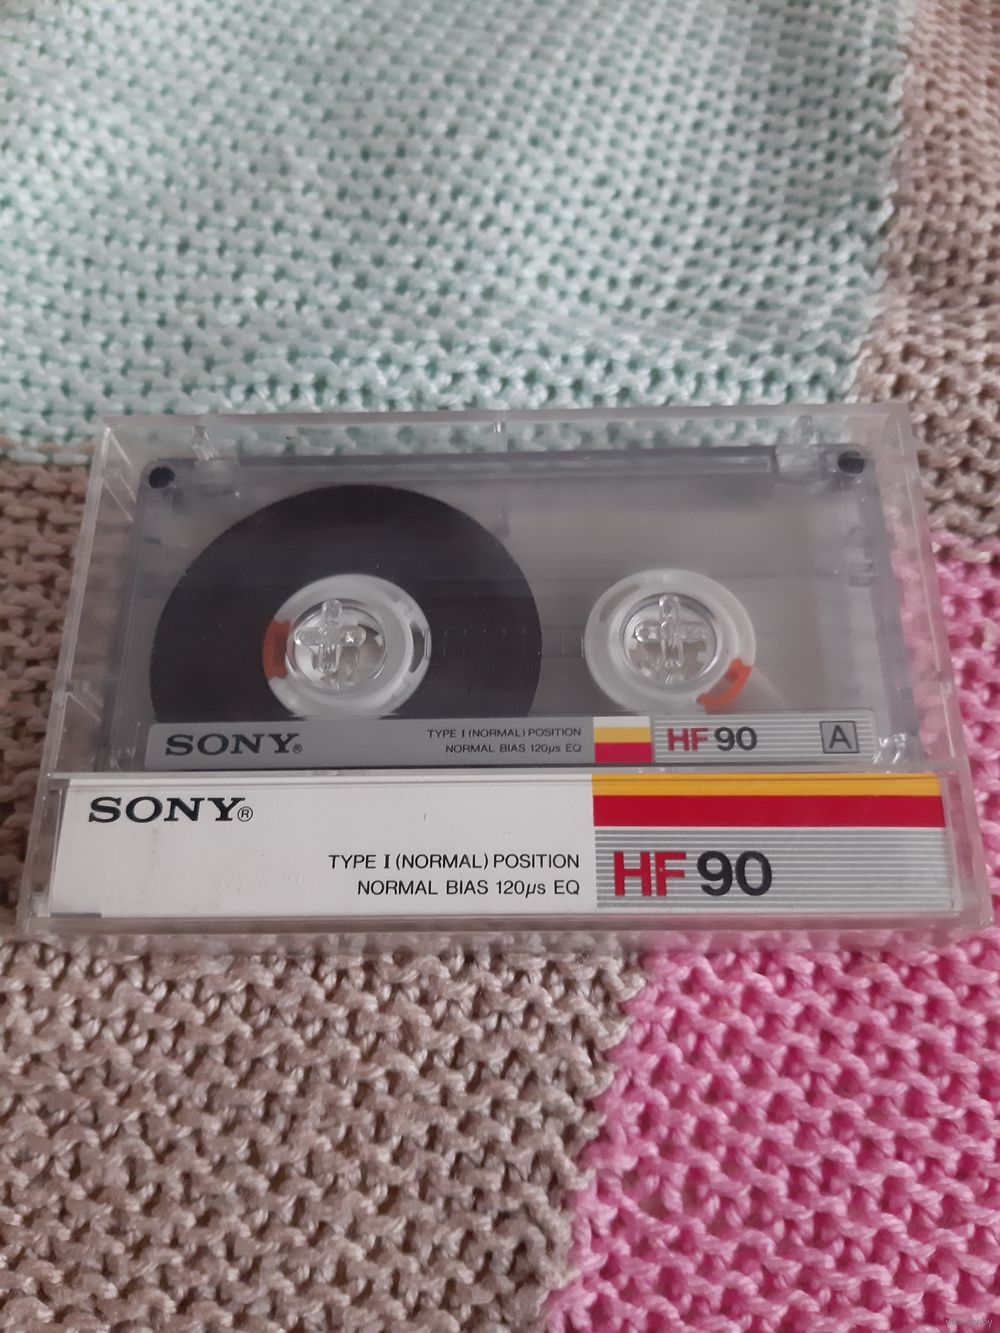 SONY®
TYPE I (NORMAL) POSITION
NORMAL BIAS 120µs EQ
HF 90
A
SONY®
TYPE I (NORMAL) POSITION
NORMAL BIAS 120µs EQ
HF 90